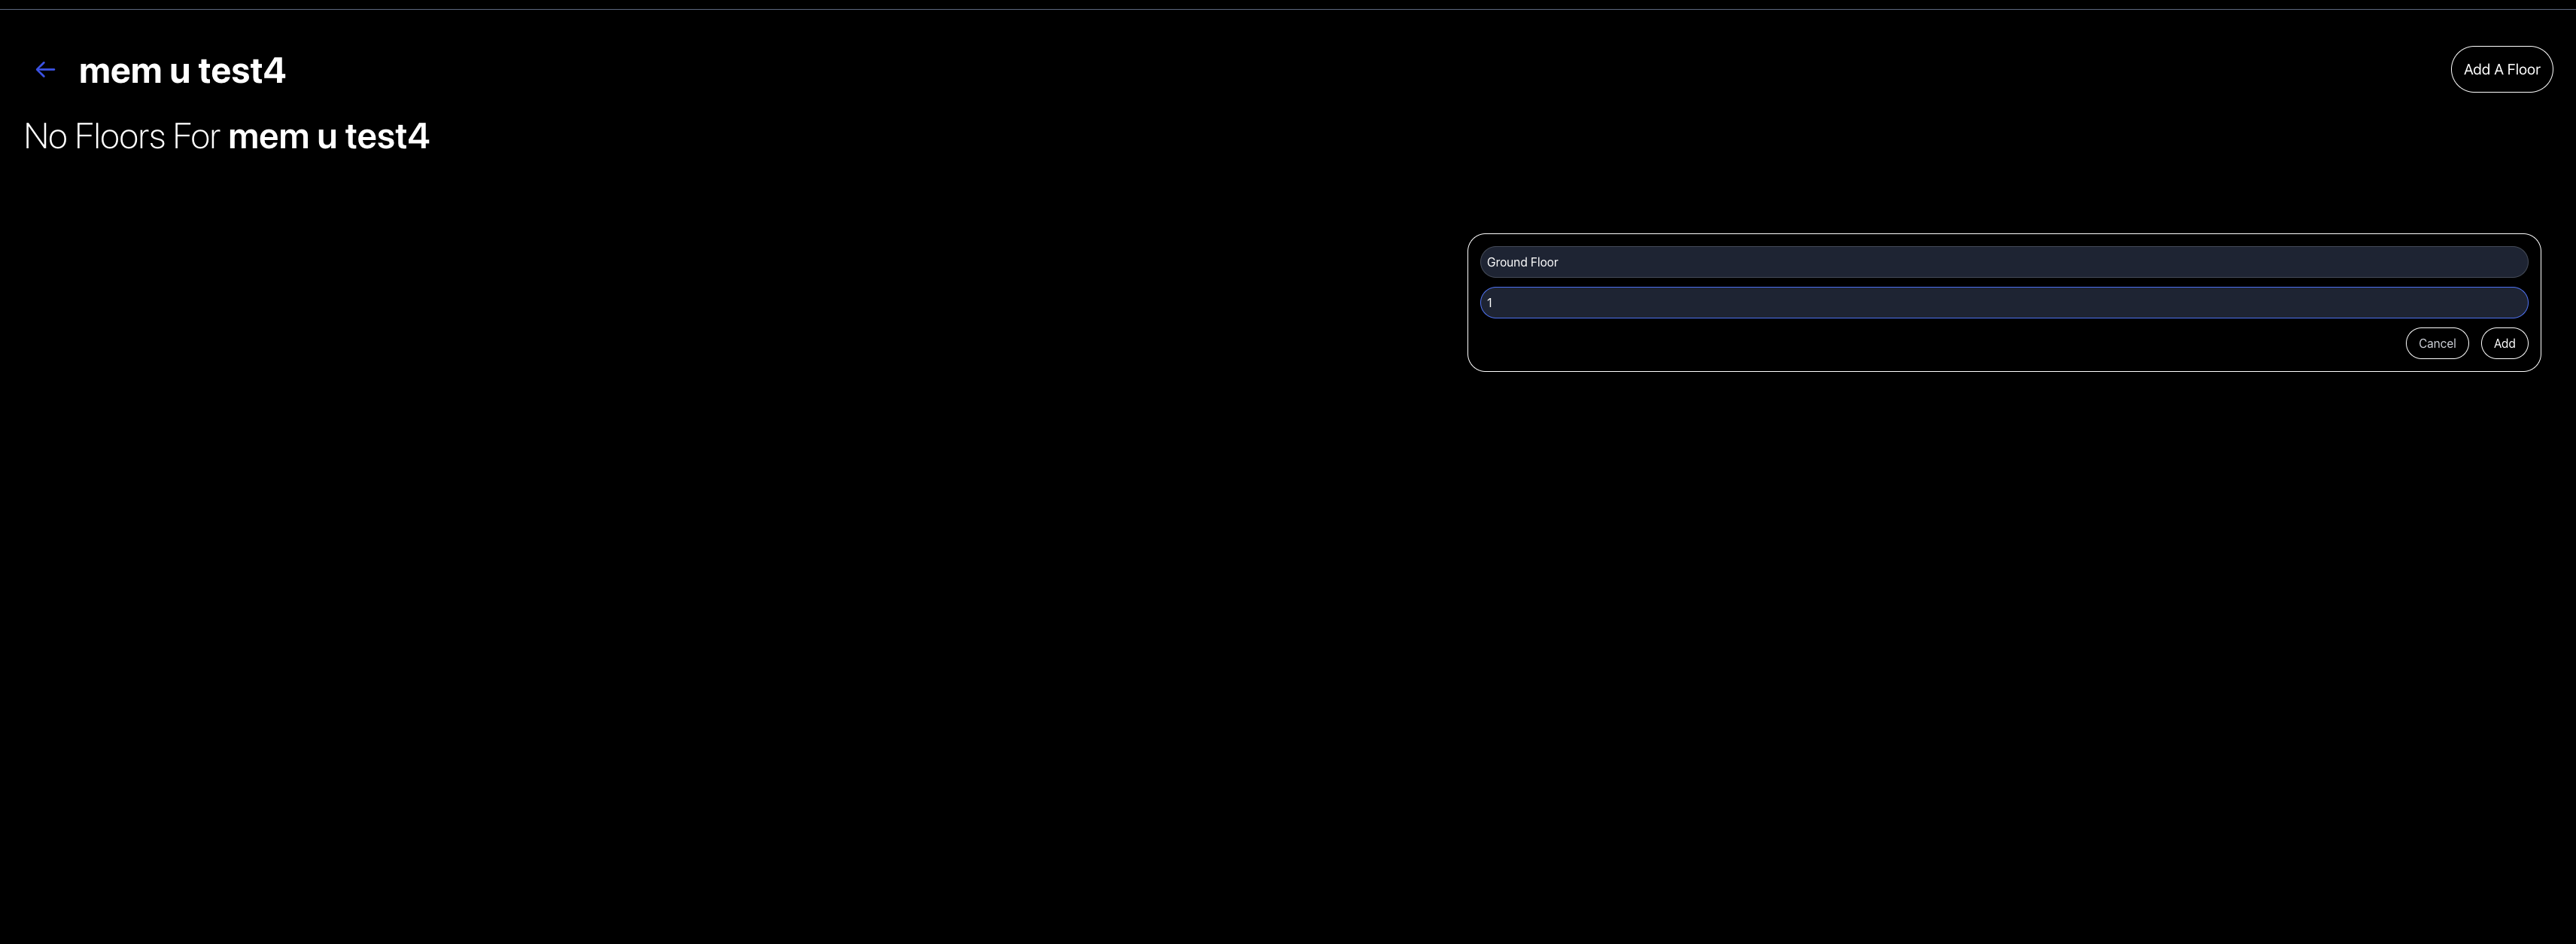 mem u test4
Add A Floor
No Floors For mem u test4
Ground Floor
1
Cancel
Add